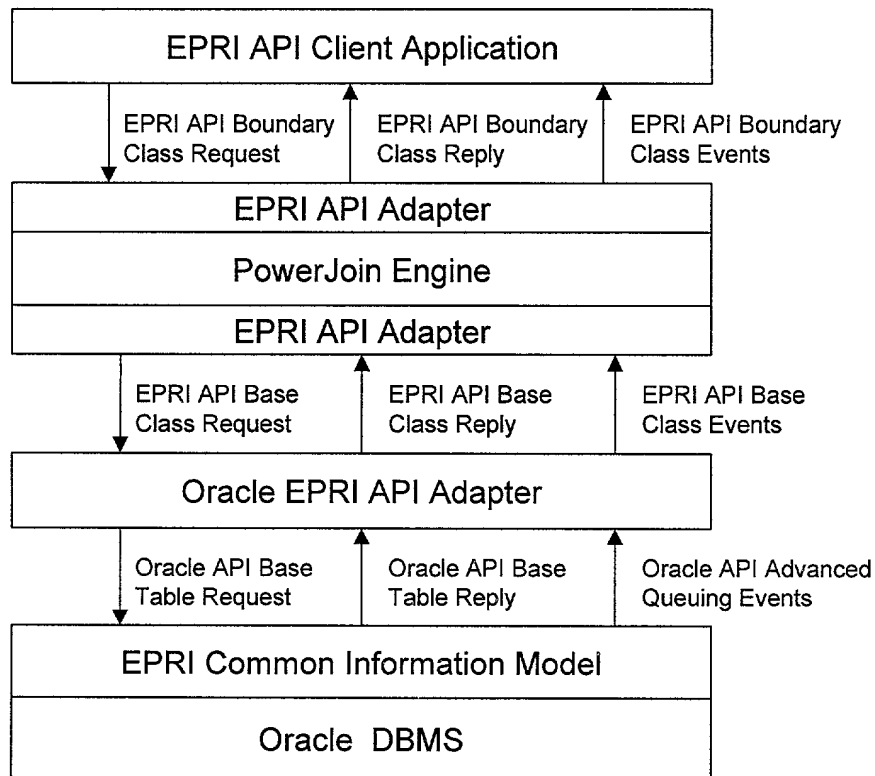 EPRI API Client Application
EPRI API Boundary
Class Request
EPRI API Boundary
Class Reply
EPRI API Boundary
Class Events
EPRI API Adapter
PowerJoin Engine
EPRI API Adapter
EPRI API Base
Class Request
EPRI API Base
Class Reply
EPRI API Base
Class Events
Oracle EPRI API Adapter
Oracle API Base
Table Request
Oracle API Base
Table Reply
Oracle API Advanced
Queuing Events
EPRI Common Information Model
Oracle DBMS